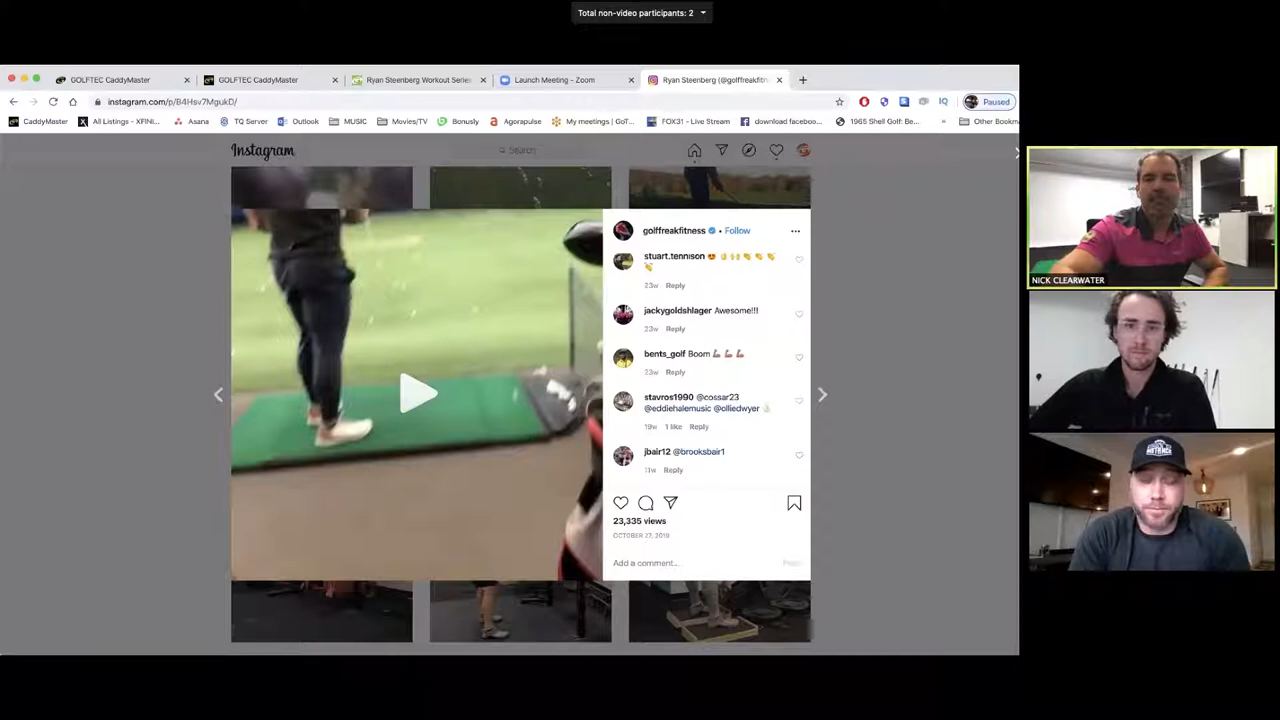 Total non-video participants: 2
GOLFTEC CaddyMaster
GOLFTEC CaddyMaster
Ryan Steenberg Workout Series
Launch Meeting - Zoom
Ryan Steenberg (@golffreakfitn
instagram.com/p/B4Hsv7MgukD/
Paused
CaddyMaster
All Listings - XFINI...
Asana
TQ Server
Outlook
MUSIC
Movies/TV
Bonusly
Agorapulse
My meetings | GoT...
FOX31 - Live Stream
download faceboo...
1965 Shell Golf: Be...
»
Other Bookm
Instagram
Search
golffreakfitness • Follow
stuart.tennison 😍👌🙌👏👏👏
👏
23w Reply
jackygoldshlager Awesome!!!
23w Reply
bents_golf Boom 💪💪💪
23w Reply
stavros1990 @cossar23
@eddiehalemusic @olliedwyer
19w 1 like Reply
jbair12 @brooksbair1
11w Reply
23,335 views
OCTOBER 27, 2019
Add a comment...
Post
NICK CLEARWATER